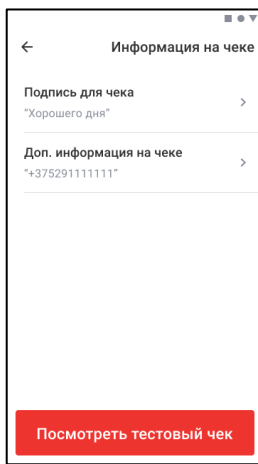 Информация на чеке
Подпись для чека
"Хорошего дня"
Доп. информация на чеке
"+375291111111"
Посмотреть тестовый чек